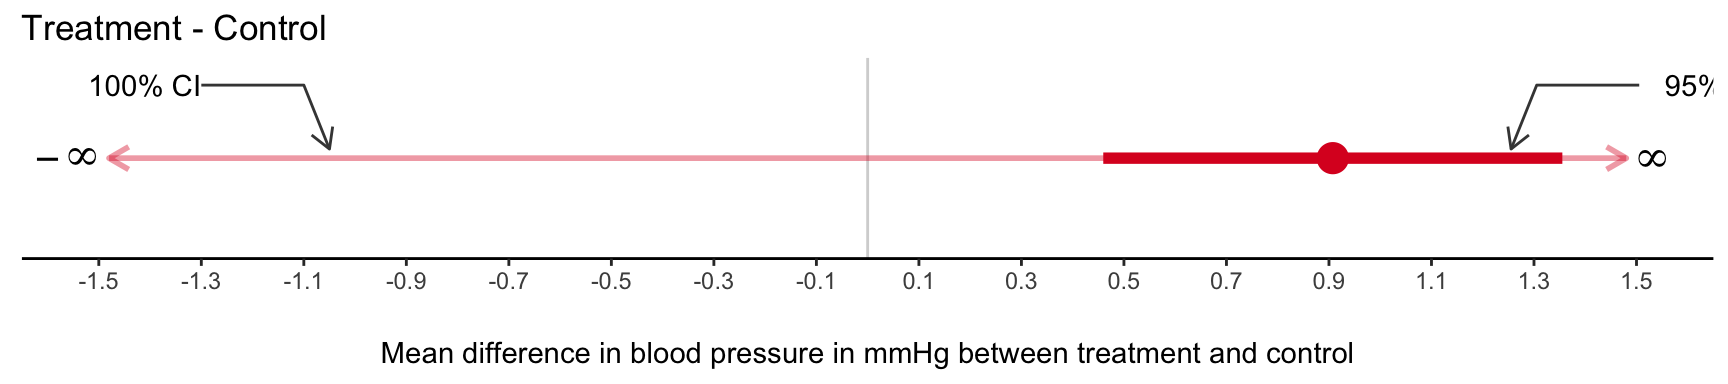 Treatment - Control
100% CI
95%
– ∞
∞
-1.5 -1.3 -1.1 -0.9 -0.7 -0.5 -0.3 -0.1 0.1 0.3 0.5 0.7 0.9 1.1 1.3 1.5
Mean difference in blood pressure in mmHg between treatment and control